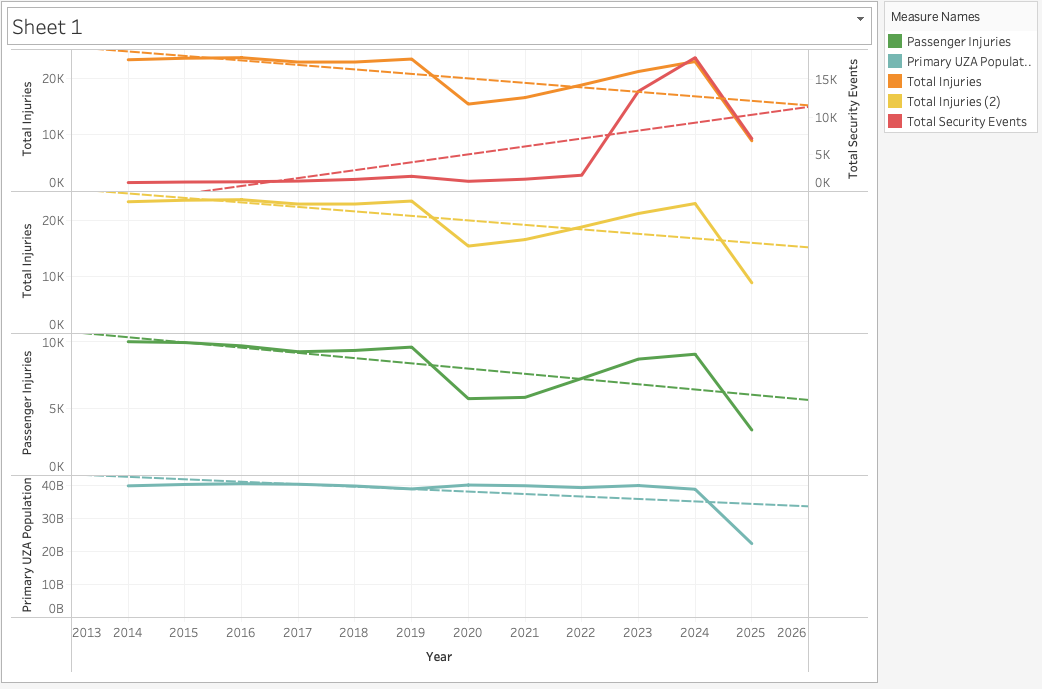 Sheet 1
Measure Names
Passenger Injuries
Primary UZA Populat..
Total Injuries
Total Injuries (2)
Total Security Events
Total Injuries
20K
10K
0K
Total Security Events
15K
10K
5K
0K
Total Injuries
20K
10K
0K
Passenger Injuries
10K
5K
0K
Primary UZA Population
40B
30B
20B
10B
0B
2013 2014 2015 2016 2017 2018 2019 2020 2021 2022 2023 2024 2025 2026
Year